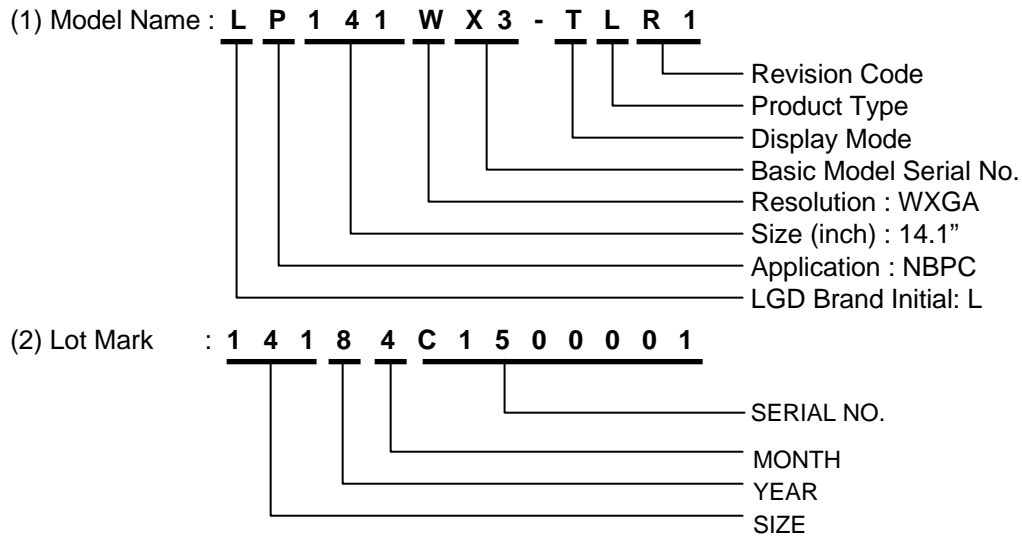 (1) Model Name : L P 1 4 1 W X 3 - T L R 1
Revision Code
Product Type
Display Mode
Basic Model Serial No.
Resolution : WXGA
Size (inch) : 14.1”
Application : NBPC
LGD Brand Initial: L
(2) Lot Mark : 1 4 1 8 4 C 1 5 0 0 0 0 1
SERIAL NO.
MONTH
YEAR
SIZE